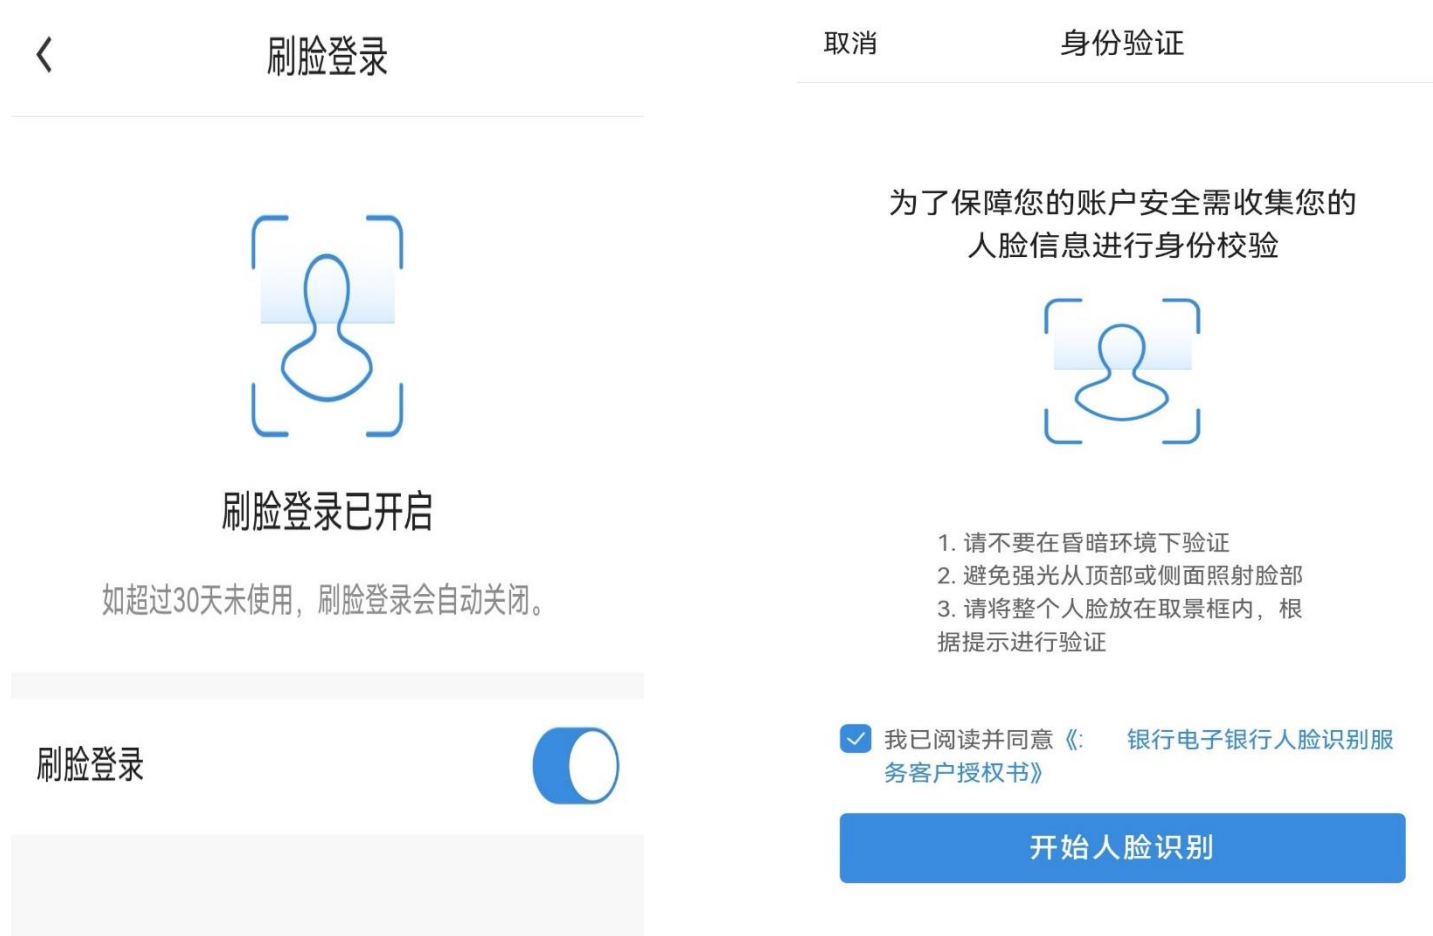 刷脸登录
刷脸登录已开启
如超过30天未使用，刷脸登录会自动关闭。
刷脸登录
取消
身份验证
为了保障您的账户安全需收集您的
人脸信息进行身份校验
1. 请不要在昏暗环境下验证
2. 避免强光从顶部或侧面照射脸部
3. 请将整个人脸放在取景框内，根
据提示进行验证
我已阅读并同意《: 银行电子银行人脸识别服
务客户授权书》
开始人脸识别